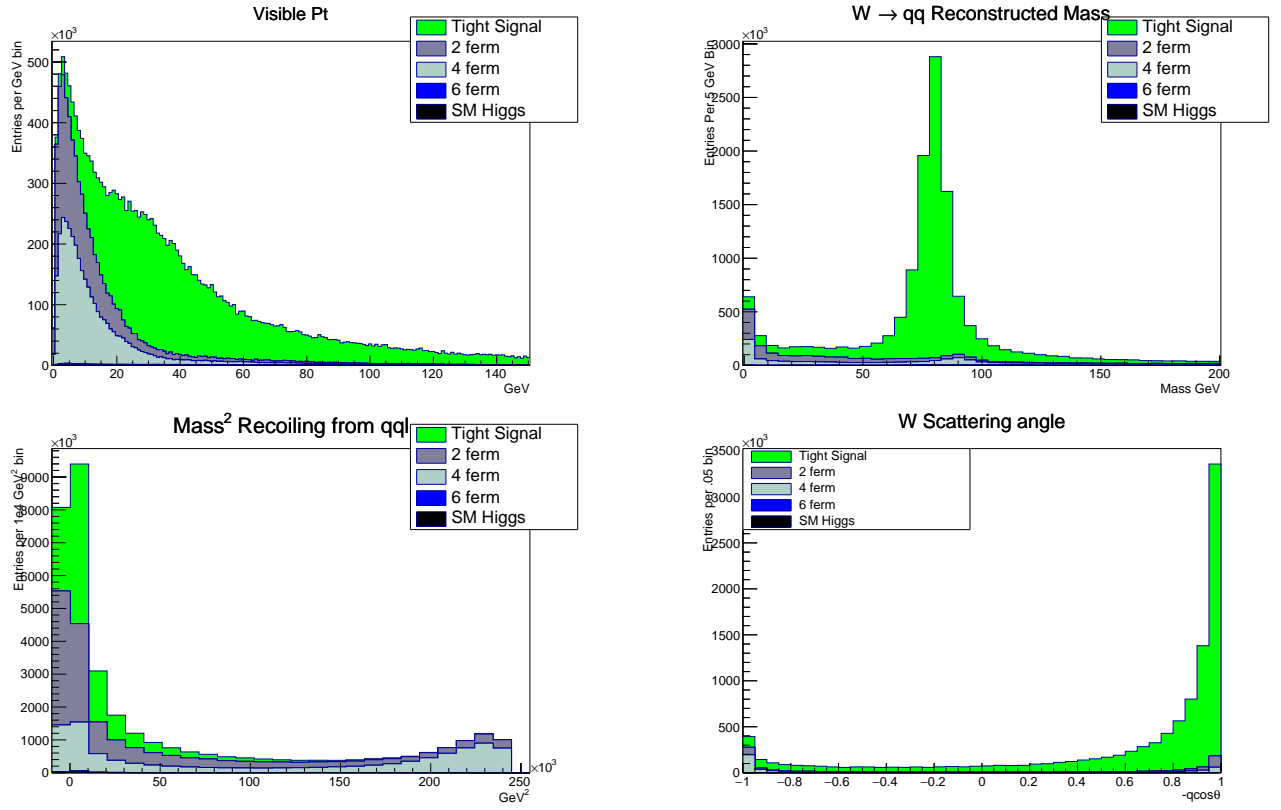 Visible Pt
×10³
Entries per GeV bin
500
400
300
200
100
0
0 20 40 60 80 100 120 140
GeV
Tight Signal
2 ferm
4 ferm
6 ferm
SM Higgs
W → qq Reconstructed Mass
×10³
Entries Per 5 GeV Bin
3000
2500
2000
1500
1000
500
0
0 50 100 150 200
Mass GeV
Tight Signal
2 ferm
4 ferm
6 ferm
SM Higgs
Mass² Recoiling from qql
×10³
Entries per 1e4 GeV² bin
9000
8000
7000
6000
5000
4000
3000
2000
1000
0
0 50 100 150 200 250 ×10³
GeV²
Tight Signal
2 ferm
4 ferm
6 ferm
SM Higgs
W Scattering angle
×10³
Entries per .05 bin
3500
3000
2500
2000
1500
1000
500
0
−1 −0.8 −0.6 −0.4 −0.2 0 0.2 0.4 0.6 0.8 1
-qcosθ
Tight Signal
2 ferm
4 ferm
6 ferm
SM Higgs